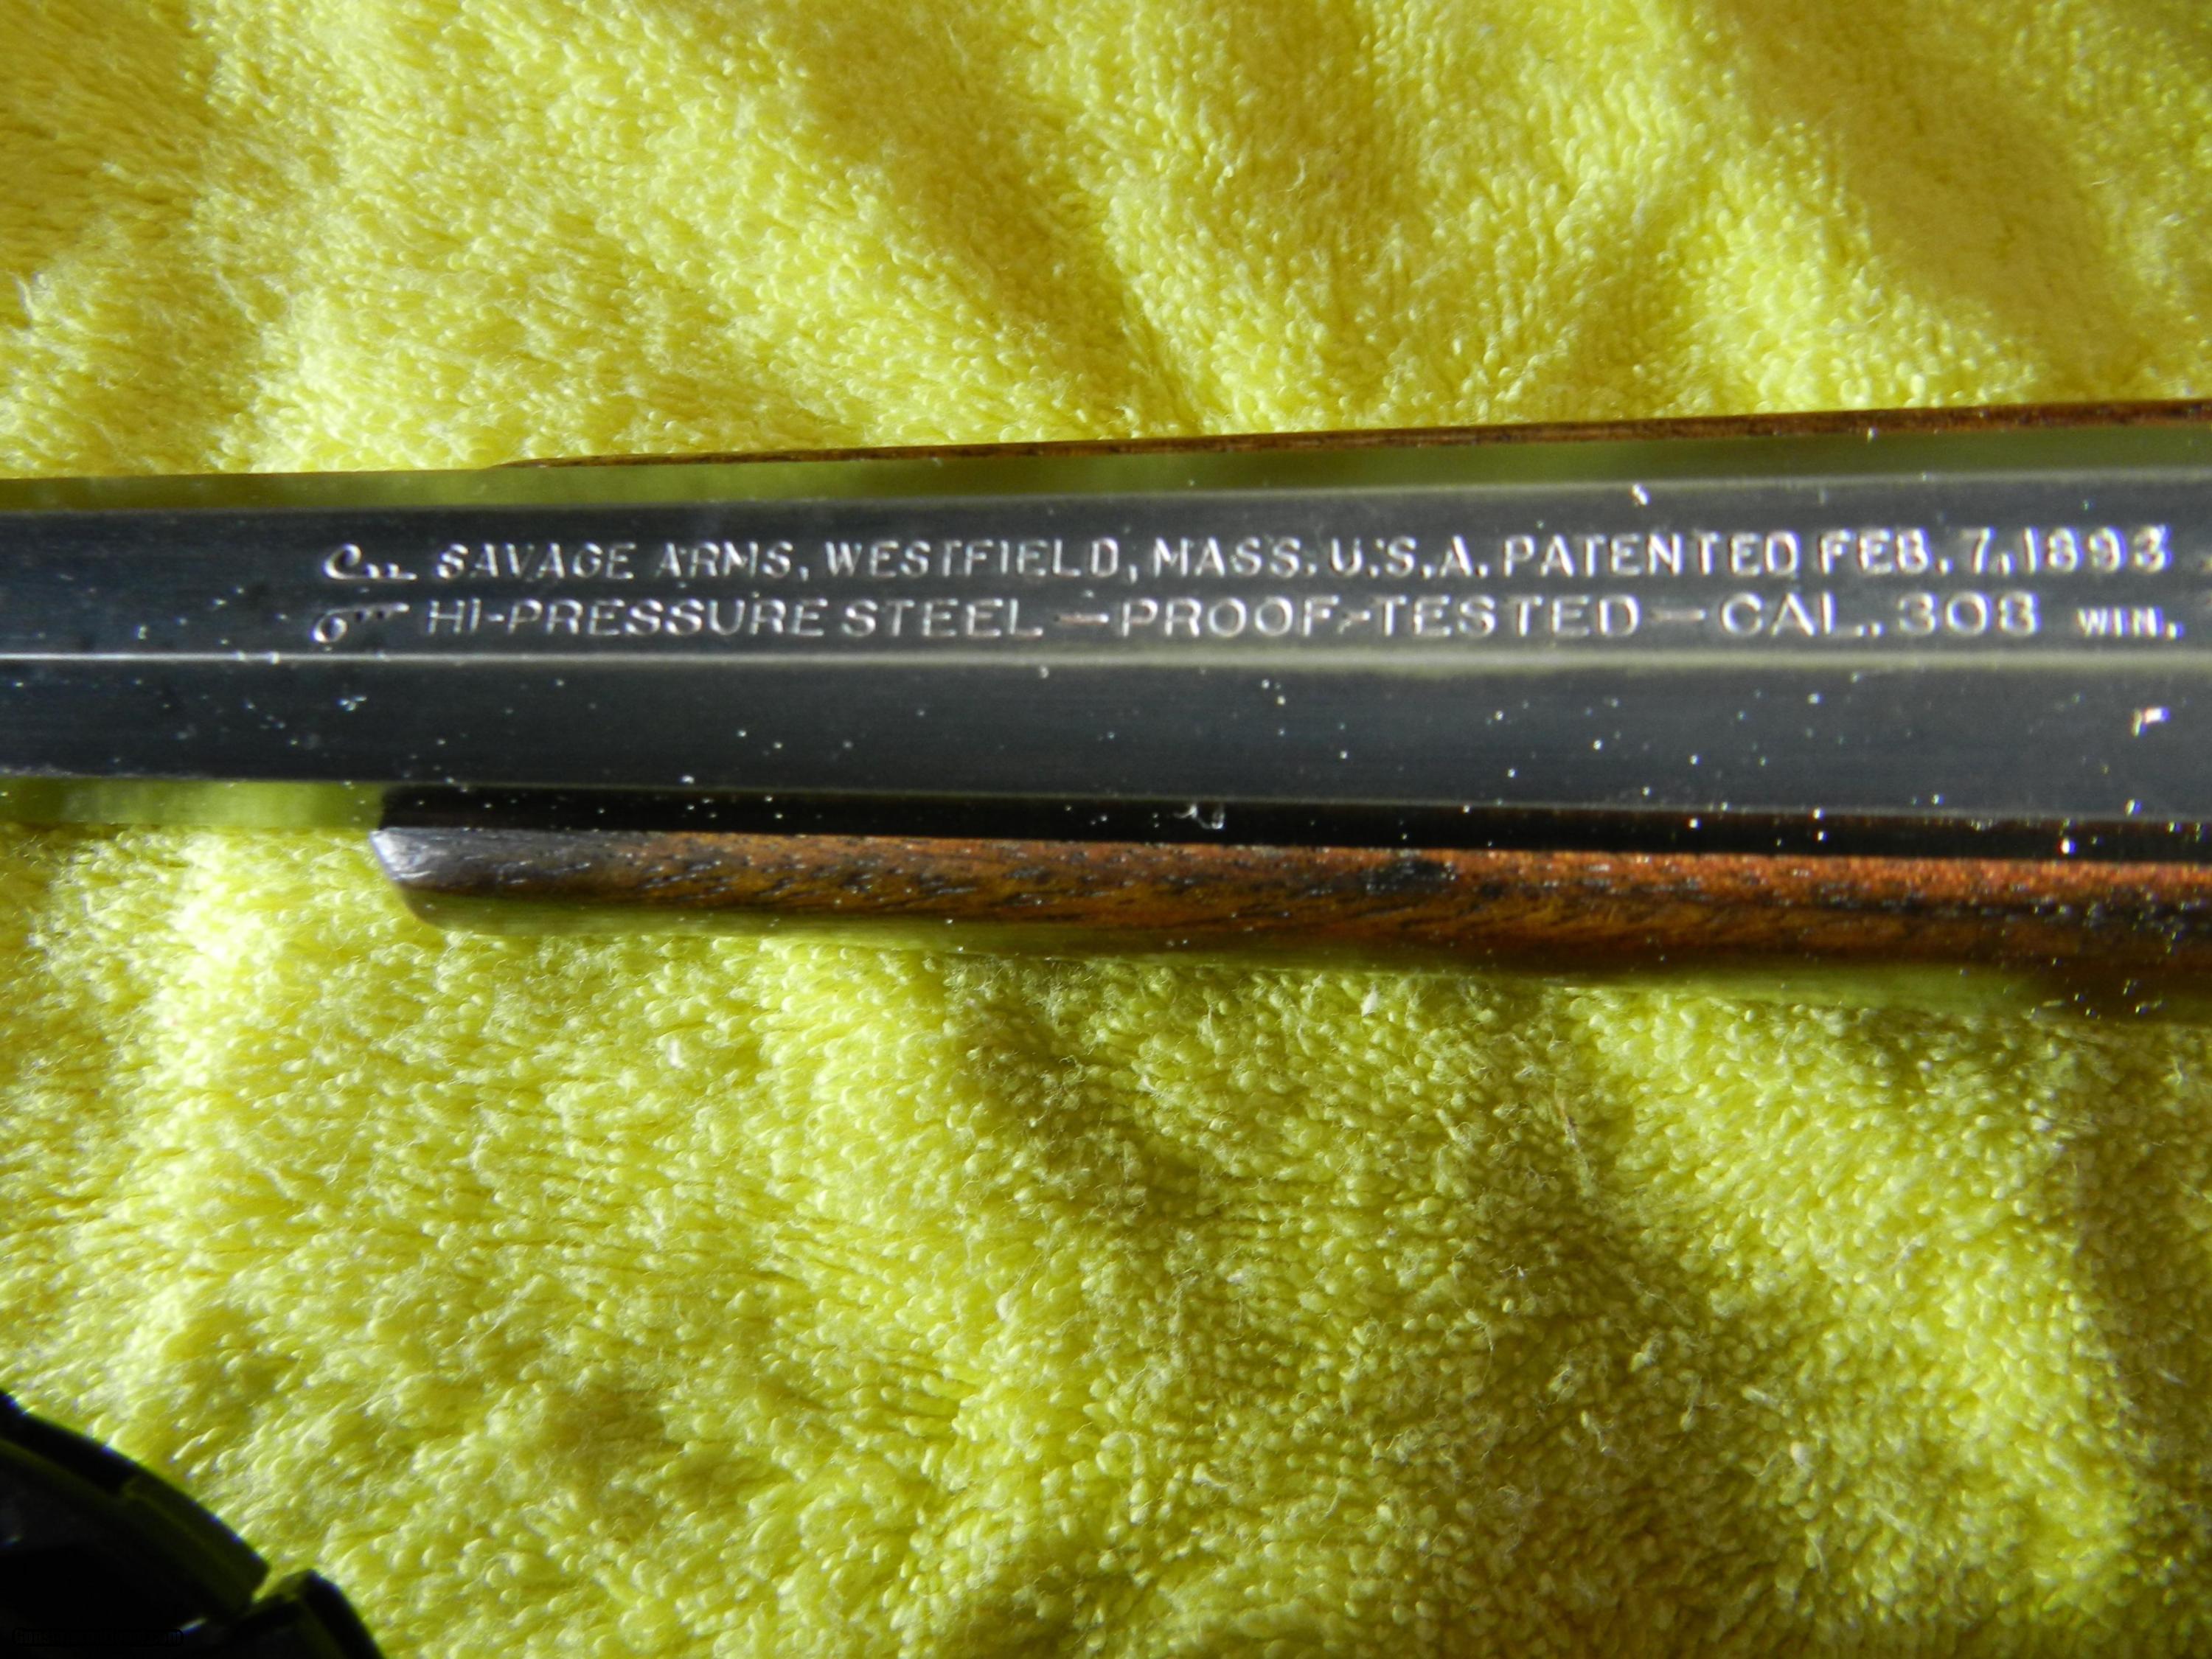 SAVAGE ARMS, WESTFIELD, MASS. U.S.A. PATENTED FEB. 7, 1893
HI-PRESSURE STEEL — PROOF-TESTED — CAL. 308 WIN.